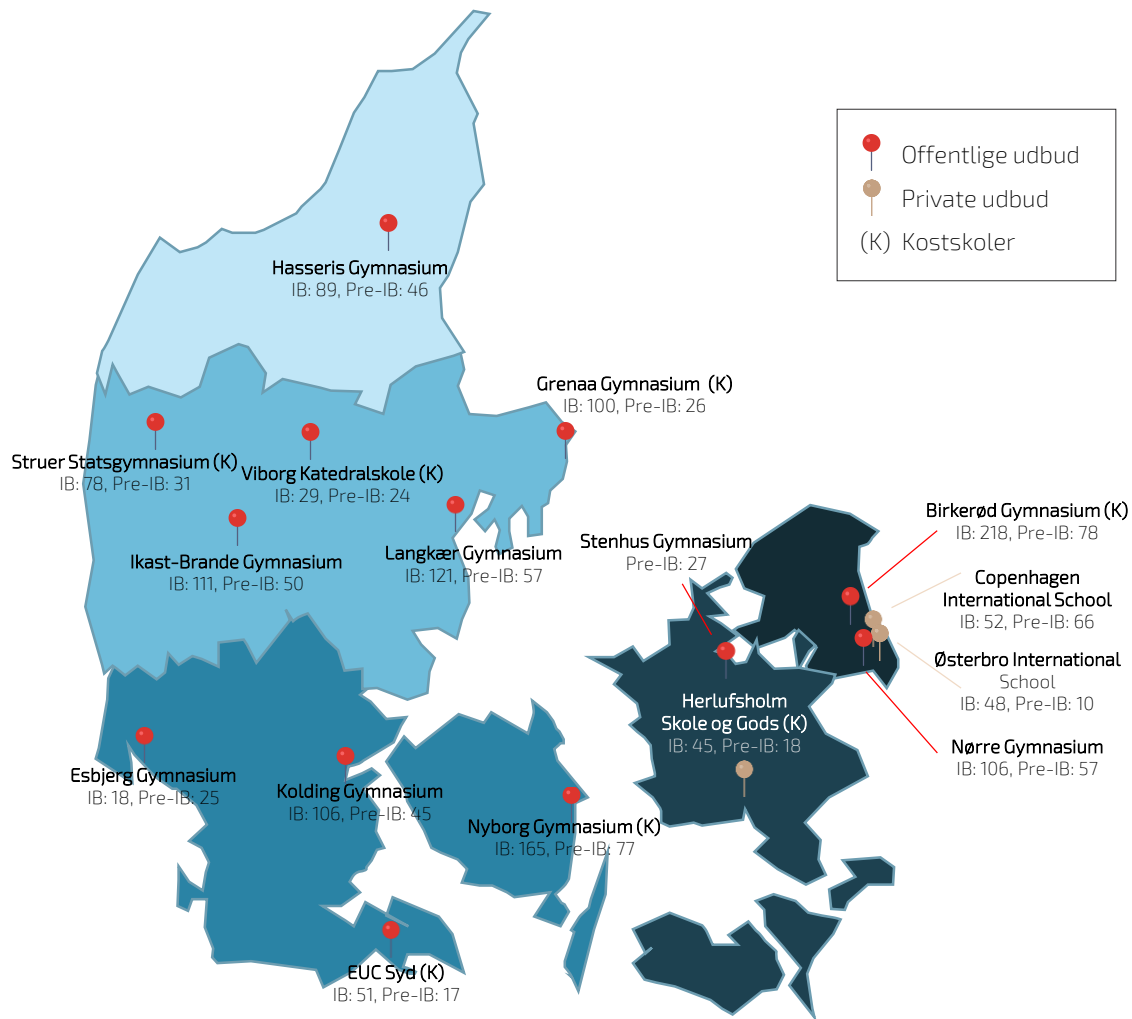 Offentlige udbud
Private udbud
(K) Kostskoler
Hasseris Gymnasium
IB: 89, Pre-IB: 46
Grenaa Gymnasium (K)
IB: 100, Pre-IB: 26
Struer Statsgymnasium (K)
IB: 78, Pre-IB: 31
Viborg Katedralskole (K)
IB: 29, Pre-IB: 24
Ikast-Brande Gymnasium
IB: 111, Pre-IB: 50
Langkær Gymnasium
IB: 121, Pre-IB: 57
Stenhus Gymnasium
Pre-IB: 27
Birkerød Gymnasium (K)
IB: 218, Pre-IB: 78
Copenhagen
International School
IB: 52, Pre-IB: 66
Østerbro International
School
IB: 48, Pre-IB: 10
Nørre Gymnasium
IB: 106, Pre-IB: 57
Herlufsholm
Skole og Gods (K)
IB: 45, Pre-IB: 18
Esbjerg Gymnasium
IB: 18, Pre-IB: 25
Kolding Gymnasium
IB: 106, Pre-IB: 45
Nyborg Gymnasium (K)
IB: 165, Pre-IB: 77
EUC Syd (K)
IB: 51, Pre-IB: 17